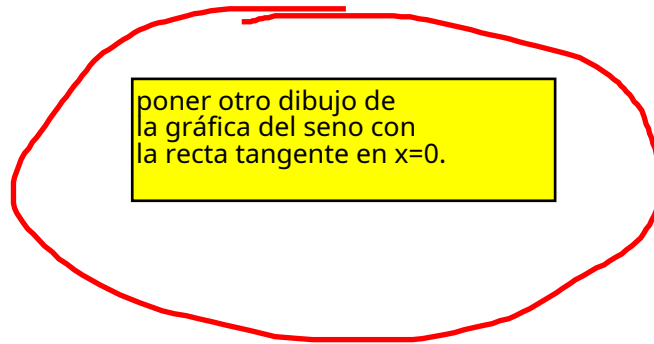 poner otro dibujo de
la gráfica del seno con
la recta tangente en x=0.